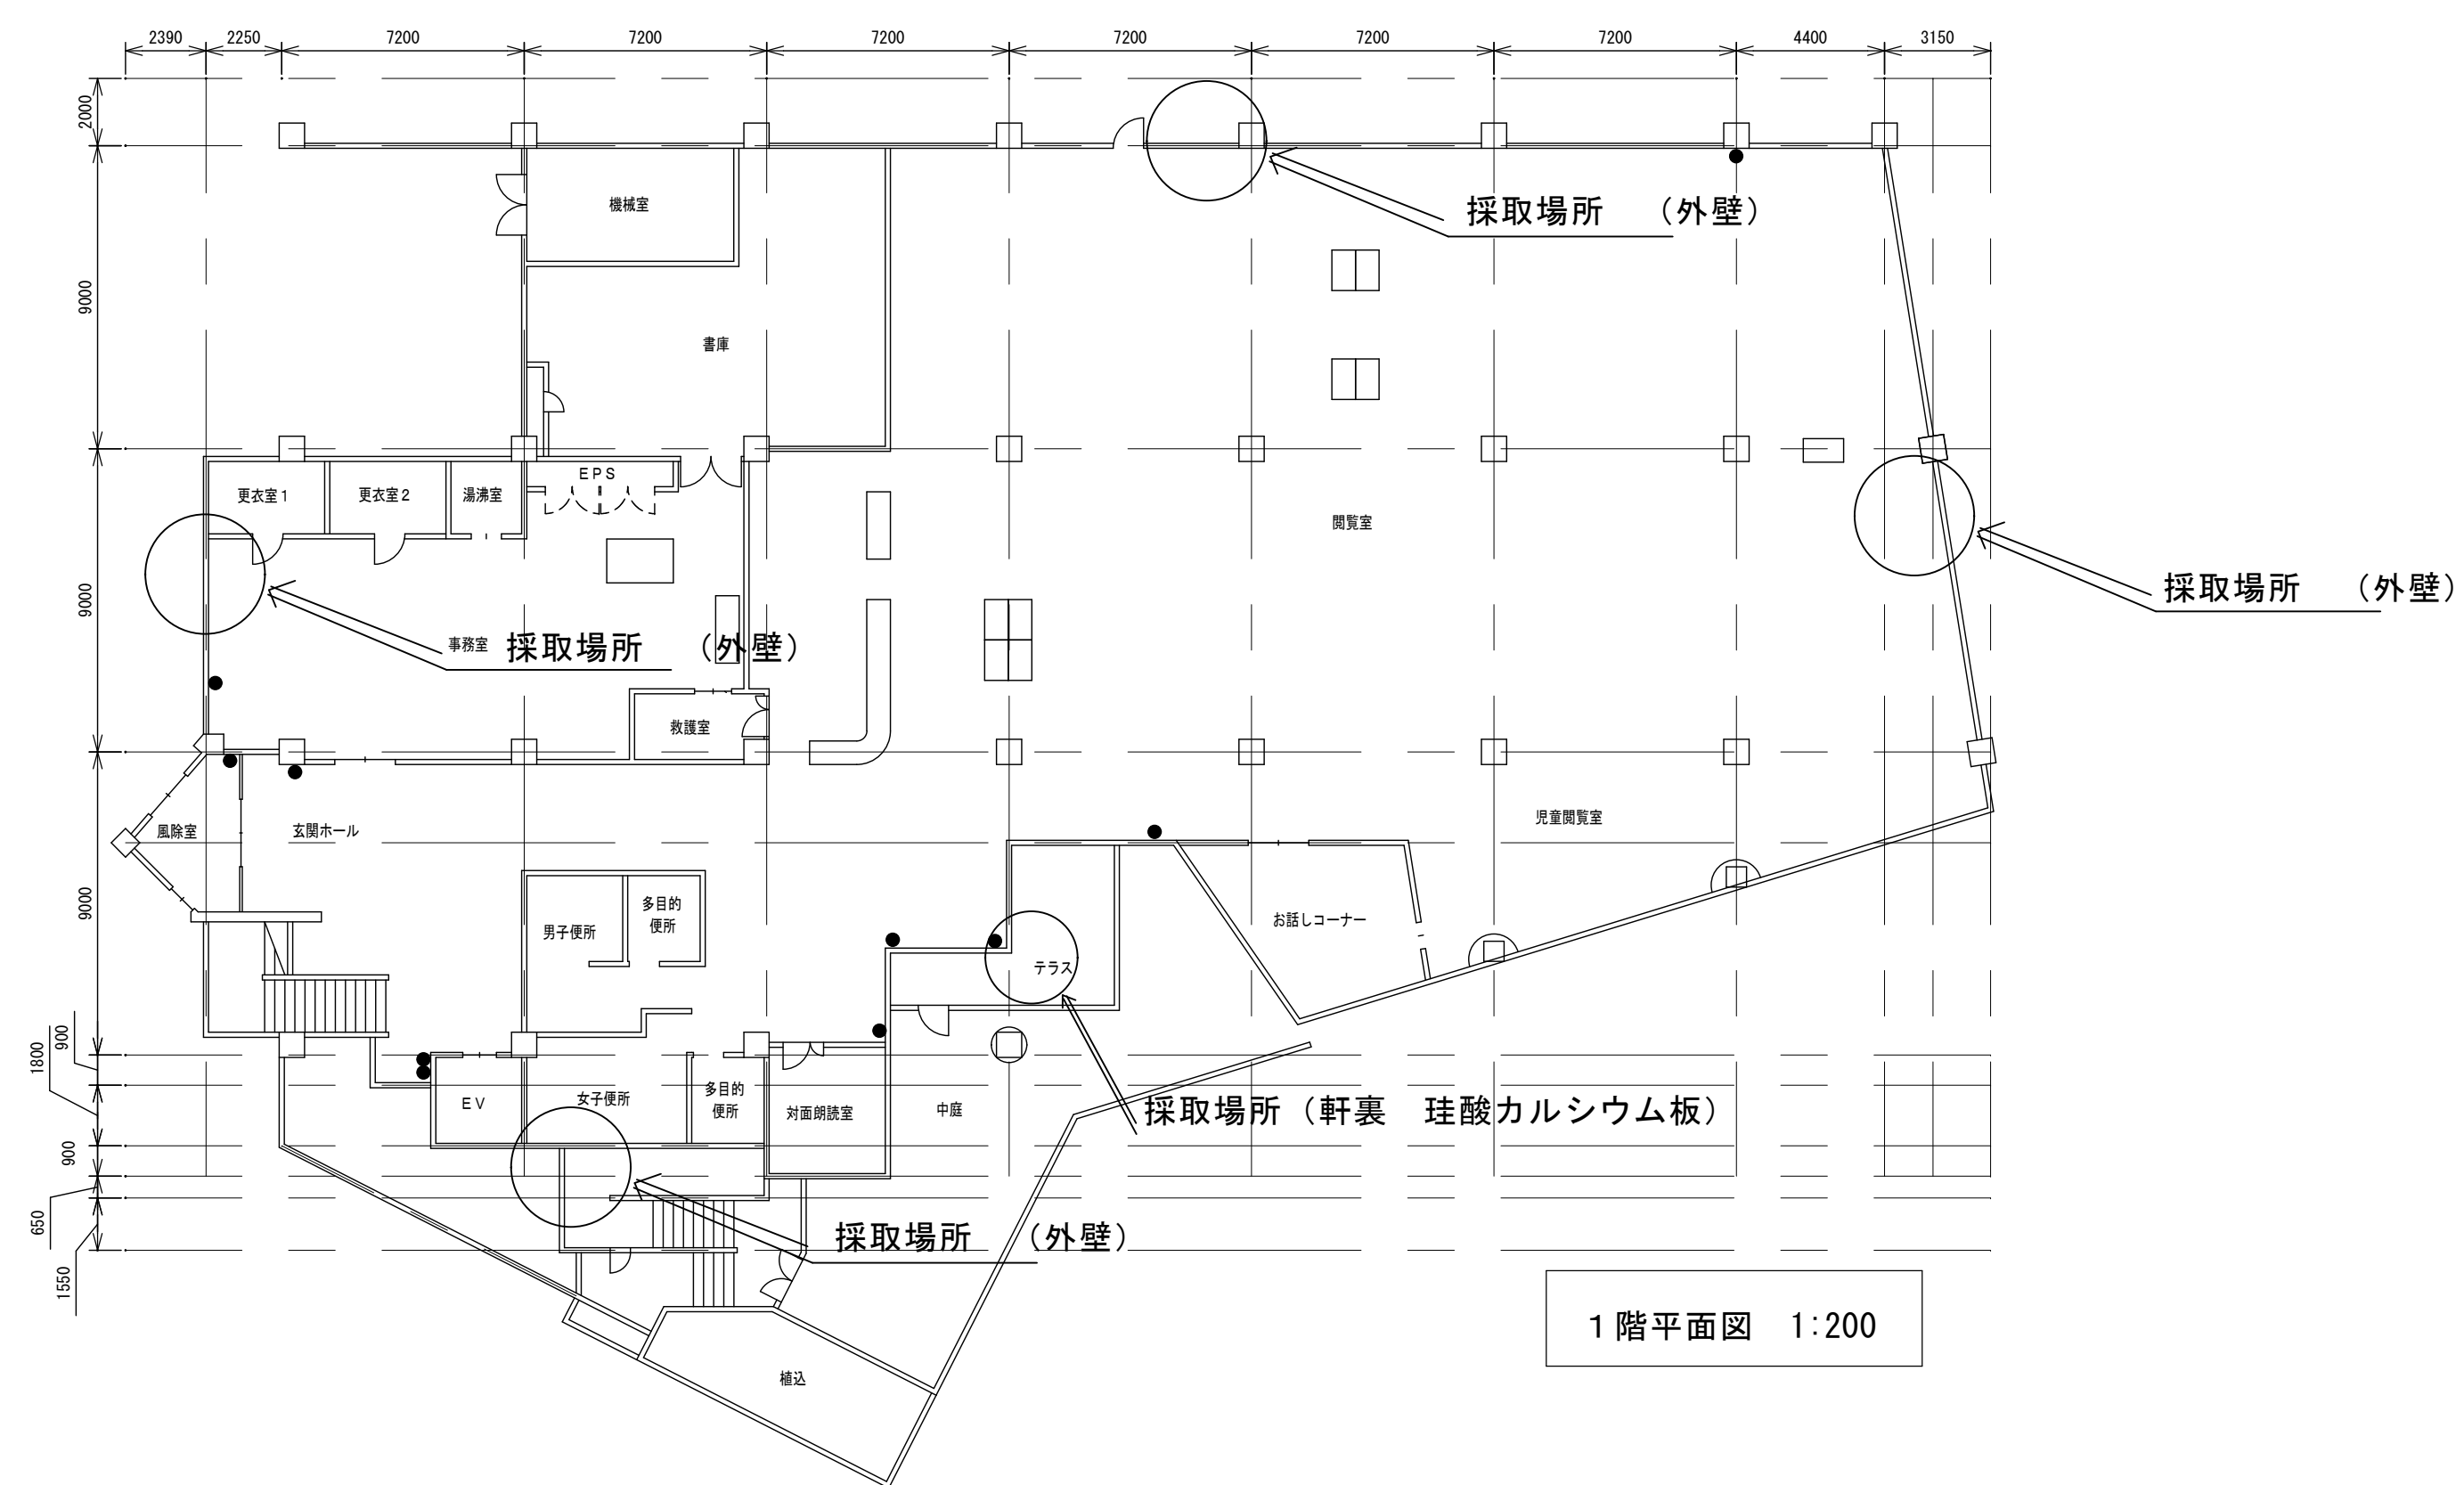 2390
2250
7200
7200
7200
7200
7200
7200
4400
3150
2000
9000
9000
9000
900
1800
900
650
1550
機械室
採取場所 （外壁）
書庫
EPS
更衣室1
更衣室2
湯沸室
閲覧室
採取場所 （外壁）
事務室
採取場所 （外壁）
救護室
児童閲覧室
風除室
玄関ホール
多目的
便所
男子便所
お話しコーナー
テラス
EV
女子便所
多目的
便所
対面朗読室
中庭
採取場所（軒裏 珪酸カルシウム板）
採取場所 （外壁）
植込
1階平面図 1:200